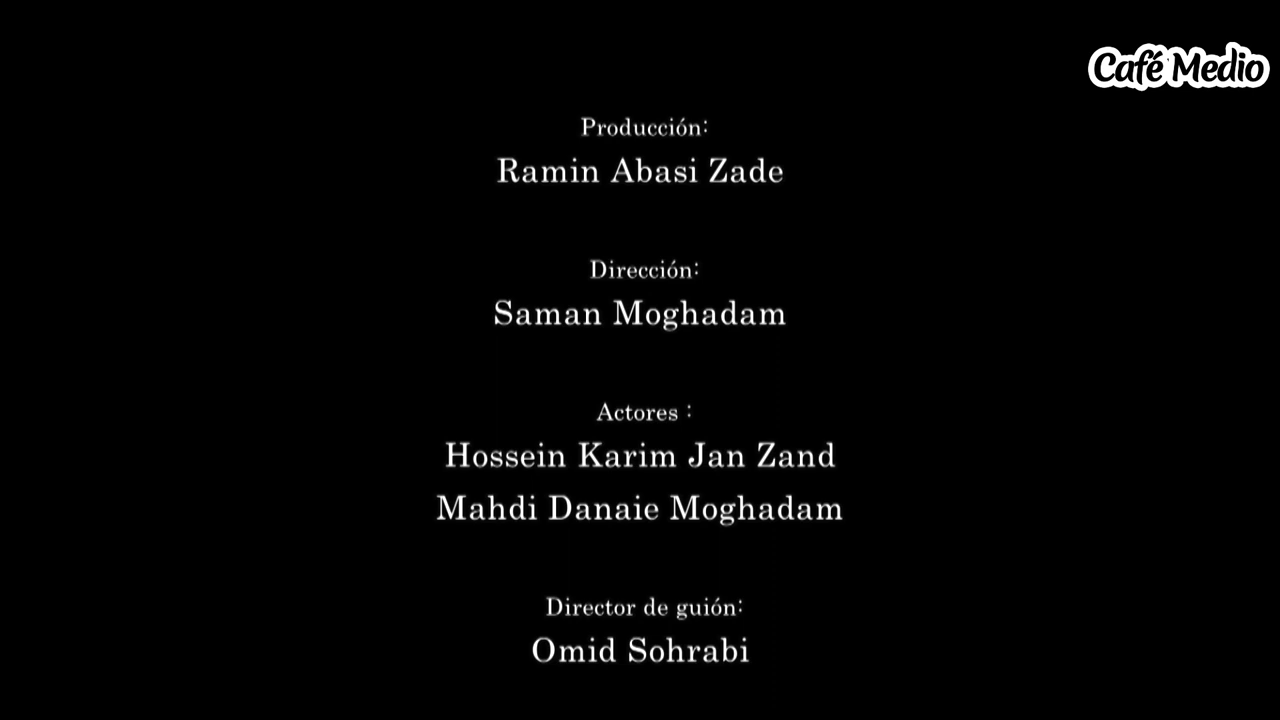 Café Medio
Producción:
Ramin Abasi Zade
Dirección:
Saman Moghadam
Actores :
Hossein Karim Jan Zand
Mahdi Danaie Moghadam
Director de guión:
Omid Sohrabi